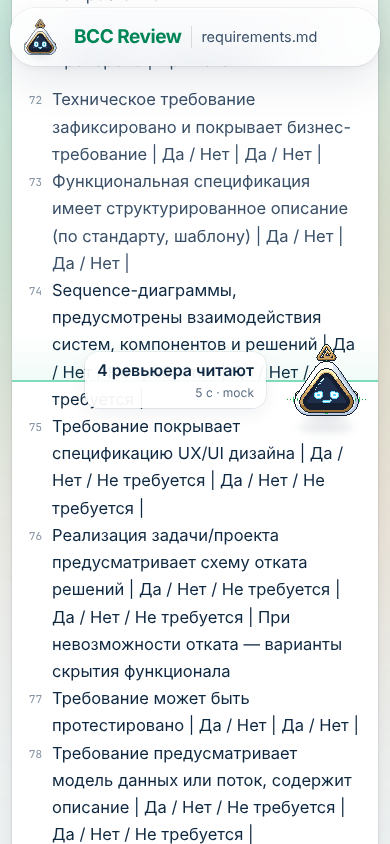 BCC Review
requirements.md
72 Техническое требование
зафиксировано и покрывает бизнес-
требование | Да / Нет | Да / Нет |
73 Функциональная спецификация
имеет структурированное описание
(по стандарту, шаблону) | Да / Нет |
Да / Нет |
74 Sequence-диаграммы,
предусмотрены взаимодействия
систем, компонентов и решений | Да
/ Нет / Нет /
4 ревьюера читают
5 с · mock
требуется |
75 Требование покрывает
спецификацию UX/UI дизайна | Да /
Нет / Не требуется | Да / Нет / Не
требуется |
76 Реализация задачи/проекта
предусматривает схему отката
решений | Да / Нет / Не требуется |
Да / Нет / Не требуется | При
невозможности отката — варианты
скрытия функционала
77 Требование может быть
протестировано | Да / Нет | Да / Нет |
78 Требование предусматривает
модель данных или поток, содержит
описание | Да / Нет / Не требуется |
Да / Нет / Не требуется |